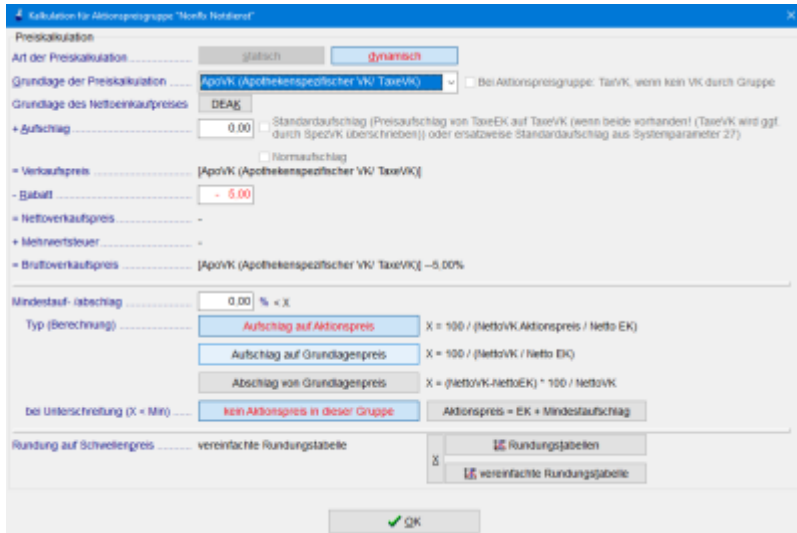 Kalkulation für Aktionspreisgruppe "Nonfix Notdienst"
Preiskalkulation
Art der Preiskalkulation statisch dynamisch
Grundlage der Preiskalkulation ApoVK (Apothekenspezifischer VK/ TaxeVK) Bei Aktionspreisgruppe: TaxVK, wenn kein VK durch Gruppe
Grundlage des Nettoeinkaufpreises DEAK
+ Aufschlag 0.00 Standardaufschlag (Preisaufschlag von TaxeEK auf TaxeVK (wenn beide vorhanden! (TaxeVK wird ggf.
durch SpezVK überschrieben)) oder ersatzweise Standardaufschlag aus Systemparameter 27)
Normaufschlag
= Verkaufspreis [ApoVK (Apothekenspezifischer VK/ TaxeVK)]
- Rabatt - 5.00
= Nettoverkaufspreis -
+ Mehrwertsteuer -
= Bruttoverkaufspreis [ApoVK (Apothekenspezifischer VK/ TaxeVK)] --5,00%
Mindestauf- /abschlag 0.00 % < X
Typ (Berechnung) Aufschlag auf Aktionspreis X = 100 / (NettoVK Aktionspreis / Netto EK)
Aufschlag auf Grundlagenpreis X = 100 / (NettoVK / Netto EK)
Abschlag von Grundlagenpreis X = (NettoVK-NettoEK) * 100 / NettoVK
bei Unterschreitung (X < Min) kein Aktionspreis in dieser Gruppe Aktionspreis = EK + Mindestaufschlag
Rundung auf Schwellenpreis vereinfachte Rundungstabelle X Rundungstabellen
vereinfachte Rundungstabelle
OK